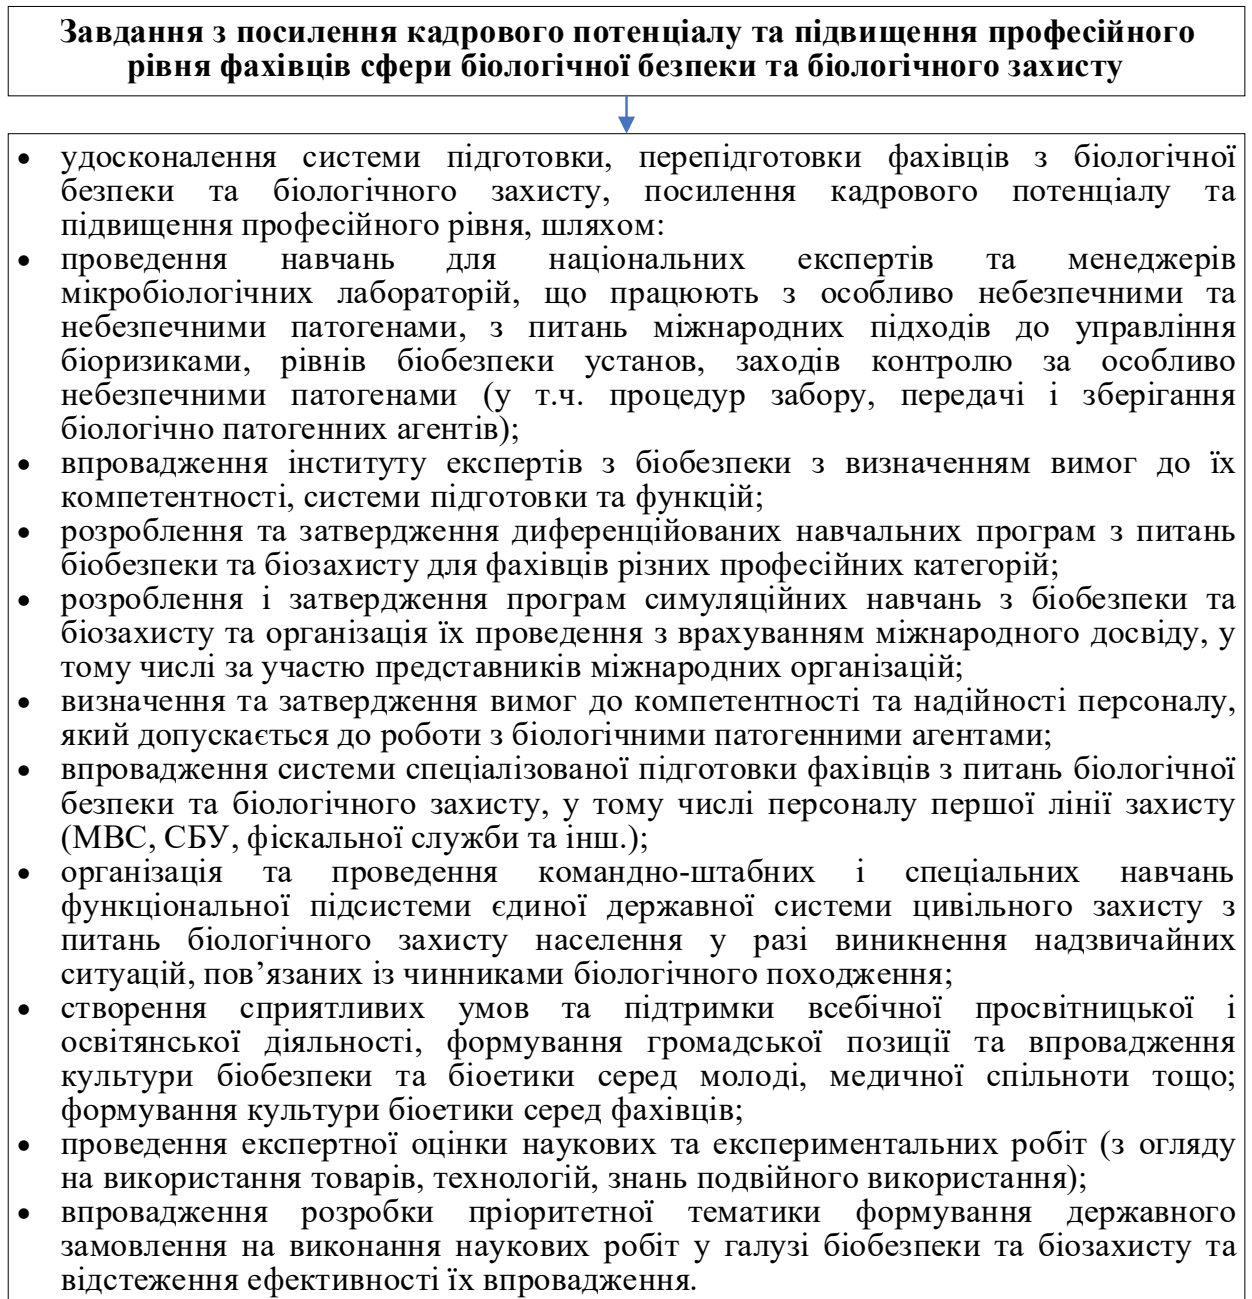 Завдання з посилення кадрового потенціалу та підвищення професійного
рівня фахівців сфери біологічної безпеки та біологічного захисту
• удосконалення системи підготовки, перепідготовки фахівців з біологічної
безпеки та біологічного захисту, посилення кадрового потенціалу та
підвищення професійного рівня, шляхом:
• проведення навчань для національних експертів та менеджерів
мікробіологічних лабораторій, що працюють з особливо небезпечними та
небезпечними патогенами, з питань міжнародних підходів до управління
біоризиками, рівнів біобезпеки установ, заходів контролю за особливо
небезпечними патогенами (у т.ч. процедур забору, передачі і зберігання
біологічно патогенних агентів);
• впровадження інституту експертів з біобезпеки з визначенням вимог до їх
компетентності, системи підготовки та функцій;
• розроблення та затвердження диференційованих навчальних програм з питань
біобезпеки та біозахисту для фахівців різних професійних категорій;
• розроблення і затвердження програм симуляційних навчань з біобезпеки та
біозахисту та організація їх проведення з врахуванням міжнародного досвіду, у
тому числі за участю представників міжнародних організацій;
• визначення та затвердження вимог до компетентності та надійності персоналу,
який допускається до роботи з біологічними патогенними агентами;
• впровадження системи спеціалізованої підготовки фахівців з питань біологічної
безпеки та біологічного захисту, у тому числі персоналу першої лінії захисту
(МВС, СБУ, фіскальної служби та інш.);
• організація та проведення командно-штабних і спеціальних навчань
функціональної підсистеми єдиної державної системи цивільного захисту з
питань біологічного захисту населення у разі виникнення надзвичайних
ситуацій, пов’язаних із чинниками біологічного походження;
• створення сприятливих умов та підтримки всебічної просвітницької і
освітянської діяльності, формування громадської позиції та впровадження
культури біобезпеки та біоетики серед молоді, медичної спільноти тощо;
формування культури біоетики серед фахівців;
• проведення експертної оцінки наукових та експериментальних робіт (з огляду
на використання товарів, технологій, знань подвійного використання);
• впровадження розробки пріоритетної тематики формування державного
замовлення на виконання наукових робіт у галузі біобезпеки та біозахисту та
відстеження ефективності їх впровадження.